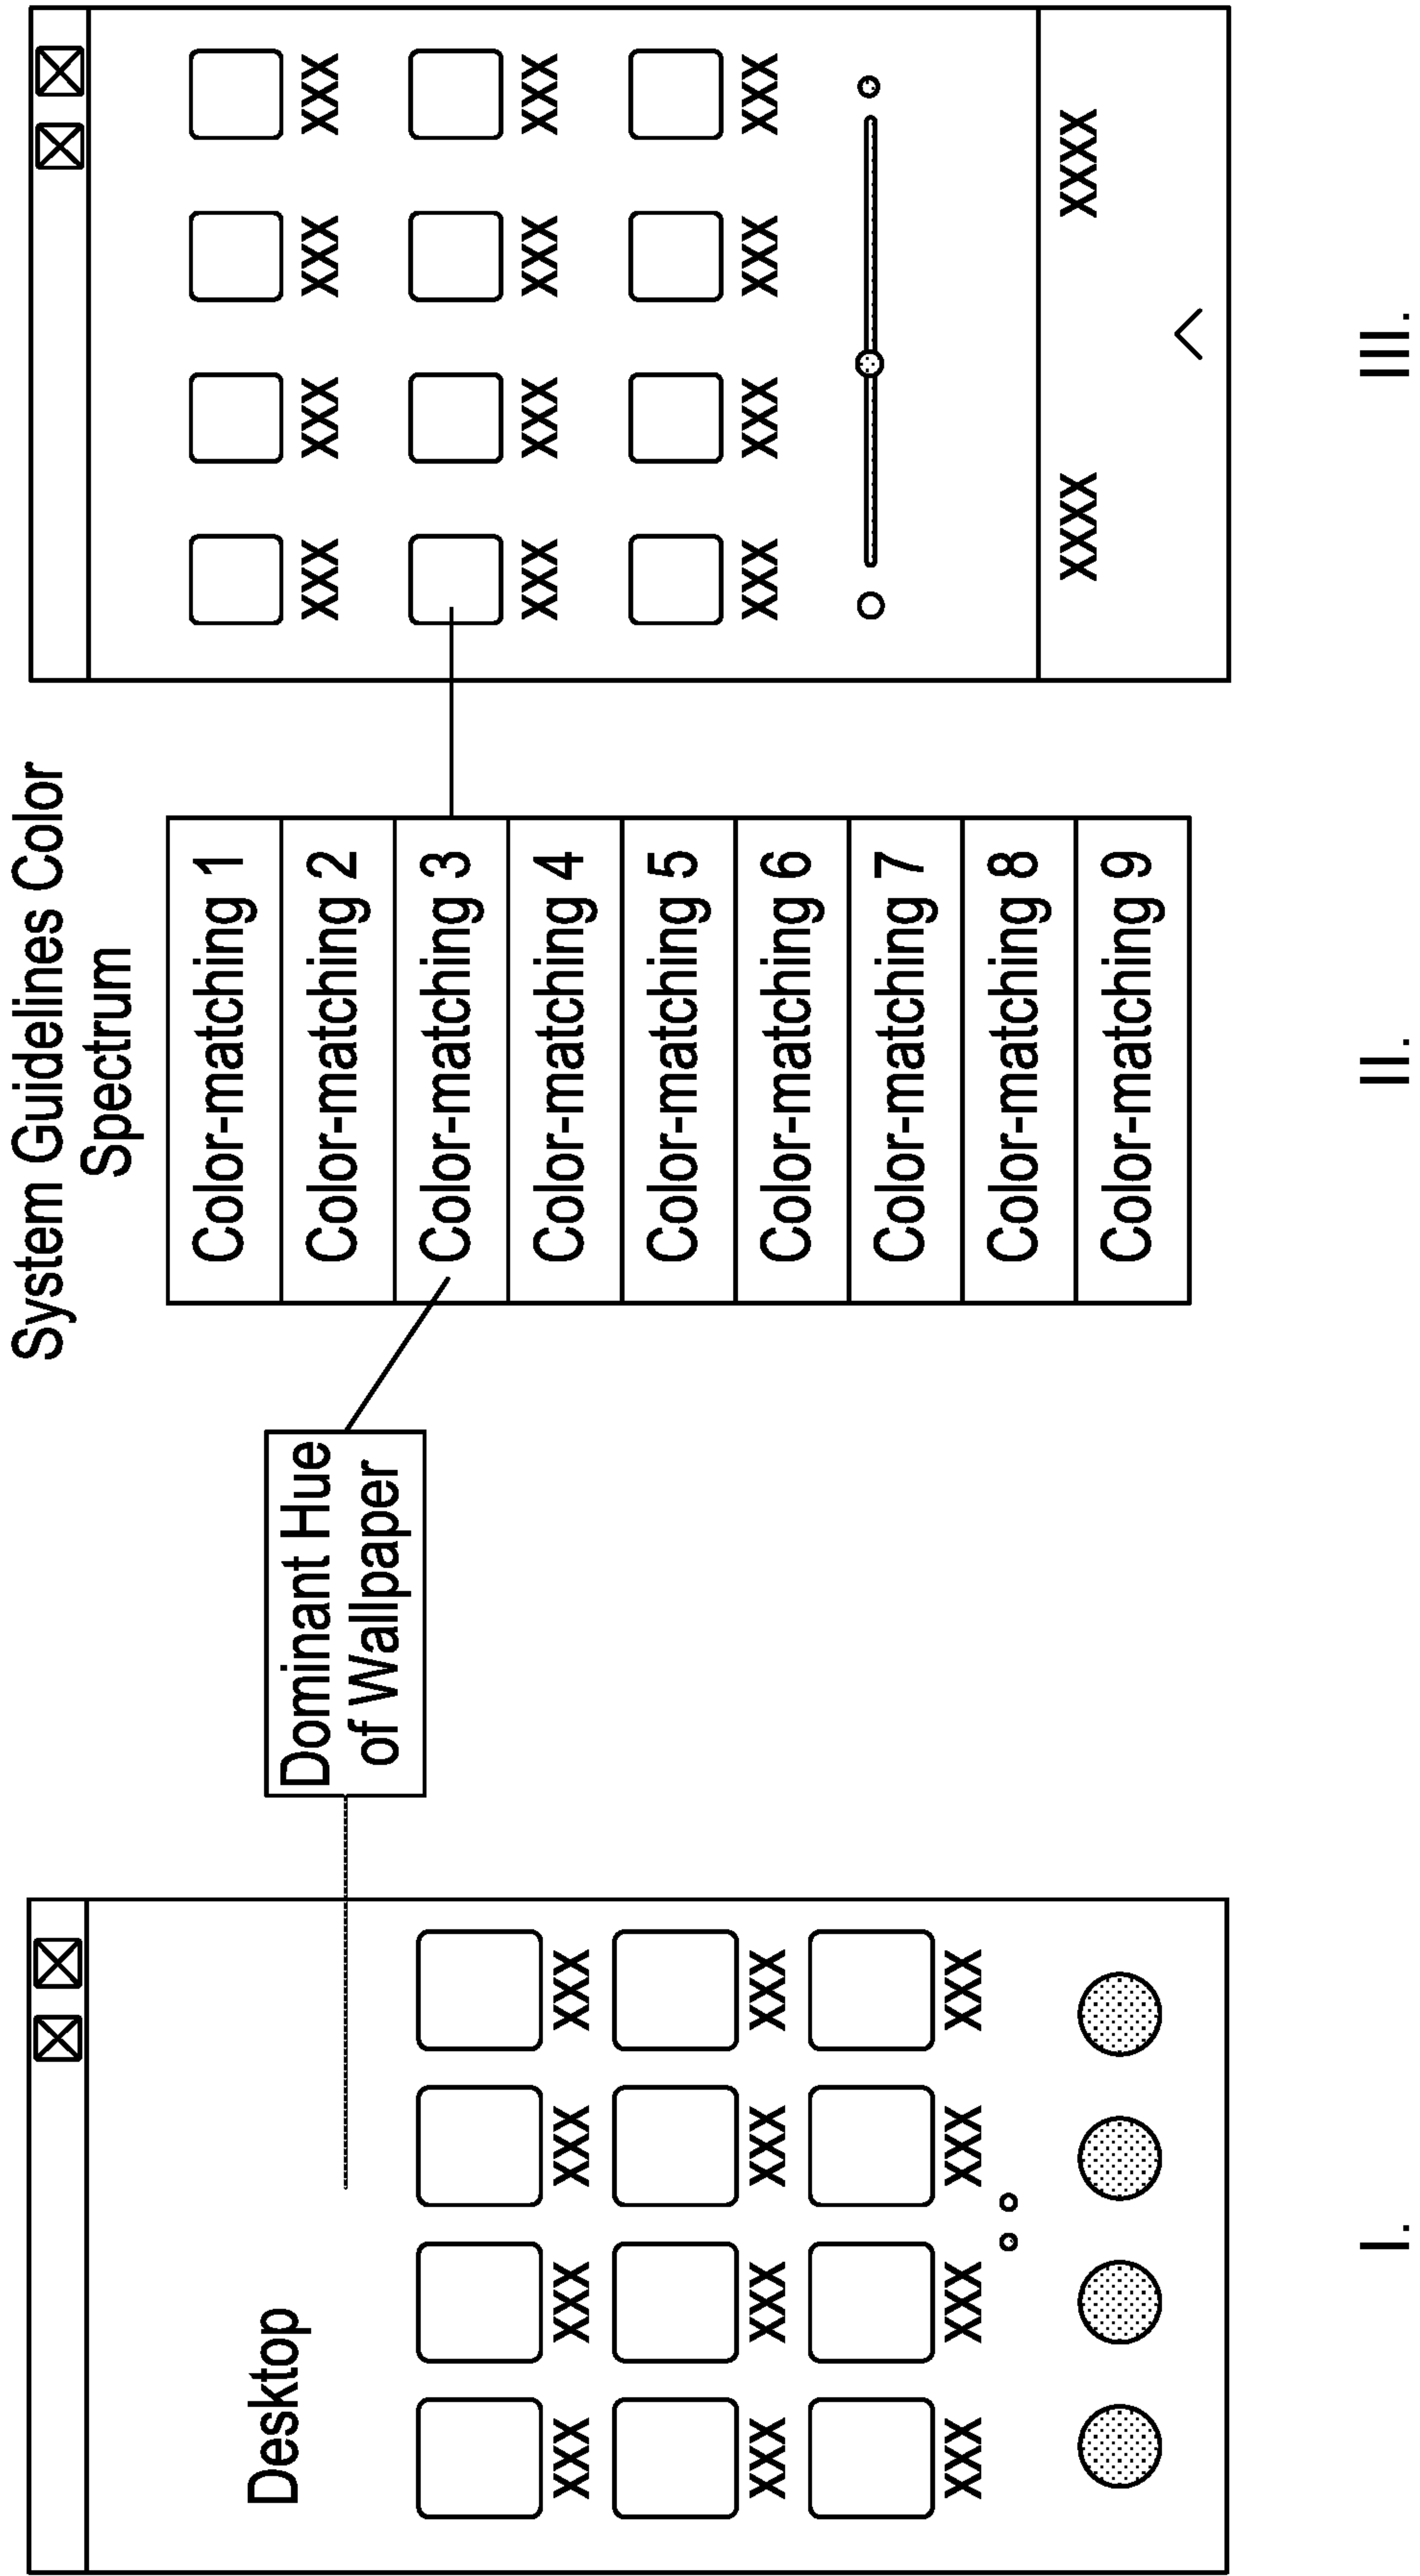 Desktop
XXX XXX XXX XXX
XXX XXX XXX XXX
XXX XXX XXX XXX
I.
Dominant Hue
of Wallpaper
System Guidelines Color
Spectrum
Color-matching 1
Color-matching 2
Color-matching 3
Color-matching 4
Color-matching 5
Color-matching 6
Color-matching 7
Color-matching 8
Color-matching 9
II.
XXX XXX XXX XXX
XXX XXX XXX XXX
XXX XXX XXX XXX
XXXX XXXX
III.